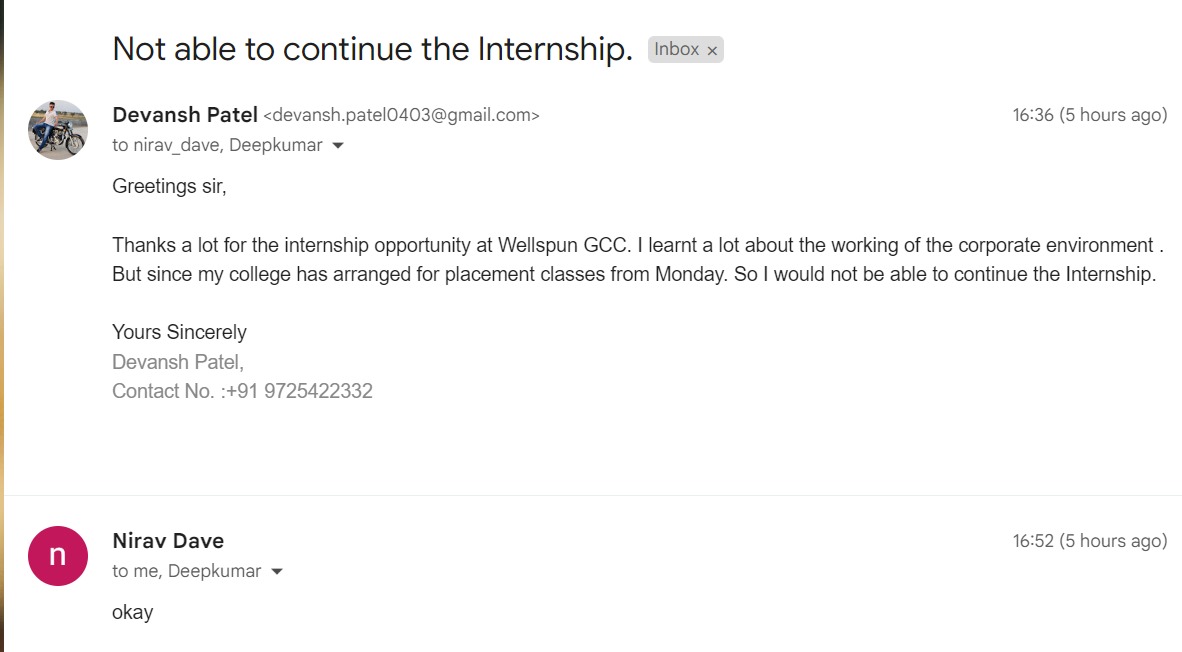 Not able to continue the Internship. Inbox ×
Devansh Patel <devansh.patel0403@gmail.com> 16:36 (5 hours ago)
to nirav_dave, Deepkumar
Greetings sir,
Thanks a lot for the internship opportunity at Wellspun GCC. I learnt a lot about the working of the corporate environment .
But since my college has arranged for placement classes from Monday. So I would not be able to continue the Internship.
Yours Sincerely
Devansh Patel,
Contact No. :+91 9725422332
n
Nirav Dave 16:52 (5 hours ago)
to me, Deepkumar
okay